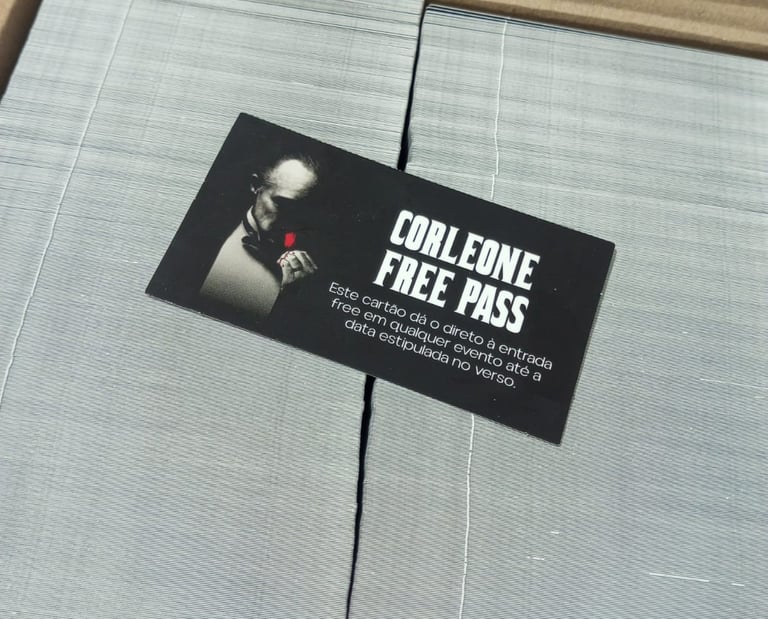 CORLEONE
FREE PASS
Este cartão dá o direto à entrada
free em qualquer evento até a
data estipulada no verso.